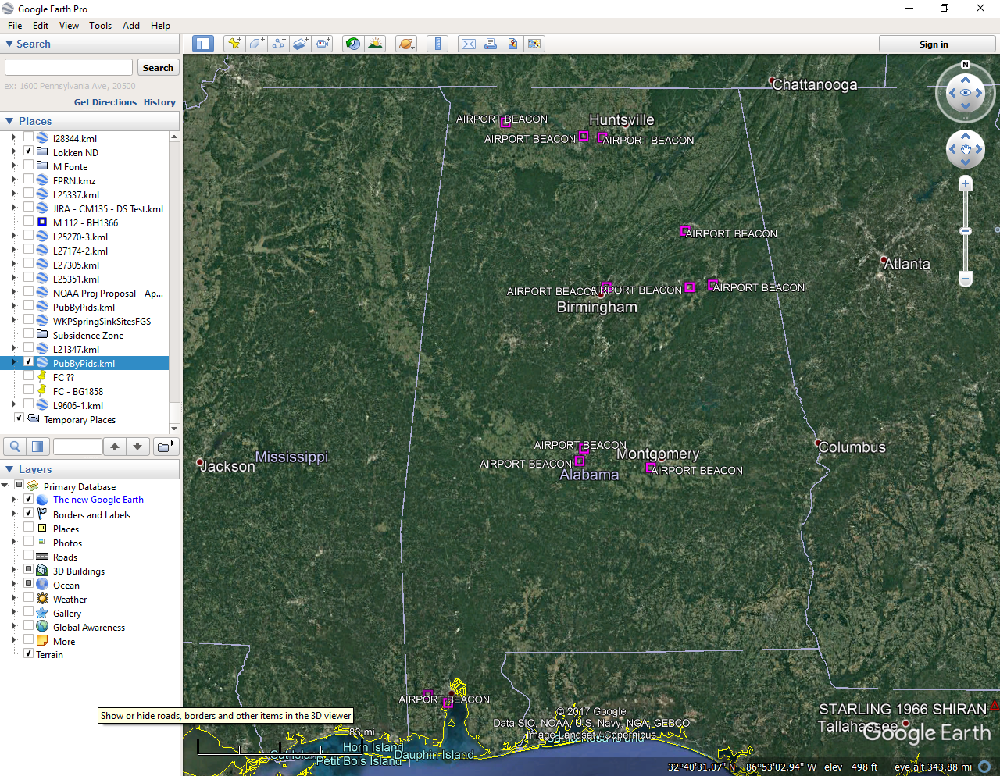 Google Earth Pro
File Edit View Tools Add Help
Search
Sign in
Search
ex: 1600 Pennsylvania Ave, 20500
Get Directions History
Places
I28344.kml
Lokken ND
M Fonte
FPRN.kmz
L25337.kml
JIRA - CM135 - DS Test.kml
M 112 - BH1366
L25270-3.kml
L27174-2.kml
L27305.kml
L25351.kml
NOAA Proj Proposal - Ap...
PubByPids.kml
WKPSpringSinkSitesFGS
Subsidence Zone
L21347.kml
PubByPids.kml
FC ??
FC - BG1858
L9606-1.kml
Temporary Places
Layers
Primary Database
The new Google Earth
Borders and Labels
Places
Photos
Roads
3D Buildings
Ocean
Weather
Gallery
Global Awareness
More
Terrain
Show or hide roads, borders and other items in the 3D viewer
N
Chattanooga
AIRPORT BEACON
Huntsville
AIRPORT BEACON
AIRPORT BEACON
AIRPORT BEACON
Atlanta
AIRPORT BEACON
AIRPORT BEACON
AIRPORT BEACON
Birmingham
AIRPORT BEACON
Montgomery
Columbus
Jackson
Mississippi
AIRPORT BEACON
Alabama
AIRPORT BEACON
AIRPORT BEACON
STARLING 1966 SHIRAN
Tallahassee
© 2017 Google
Data SIO, NOAA, U.S. Navy, NGA, GEBCO
Image Landsat / Copernicus
Google Earth
83 mi
Santa Rosa Island
Horn Island
Cat Island
Dauphin Island
Petit Bois Island
32°40'31.07" N 86°53'02.94" W elev 498 ft eye alt 343.88 mi